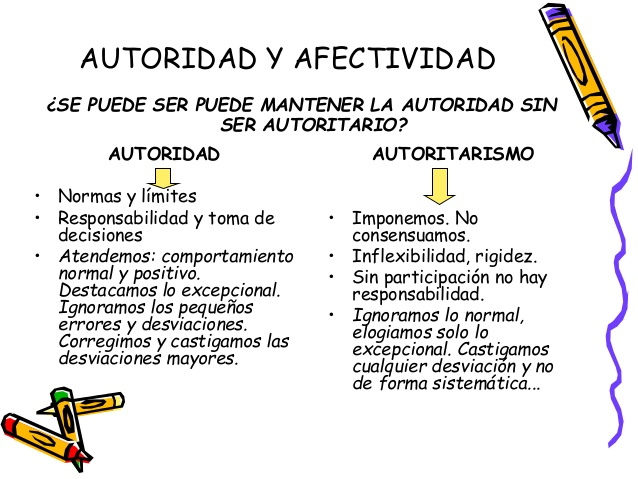 AUTORIDAD Y AFECTIVIDAD
¿SE PUEDE SER PUEDE MANTENER LA AUTORIDAD SIN
SER AUTORITARIO?
AUTORIDAD
• Normas y límites
• Responsabilidad y toma de
decisiones
• Atendemos: comportamiento
normal y positivo.
Destacamos lo excepcional.
Ignoramos los pequeños
errores y desviaciones.
Corregimos y castigamos las
desviaciones mayores.
AUTORITARISMO
• Imponemos. No
consensuamos.
• Inflexibilidad, rigidez.
• Sin participación no hay
responsabilidad.
• Ignoramos lo normal,
elogiamos solo lo
excepcional. Castigamos
cualquier desviación y no
de forma sistemática...